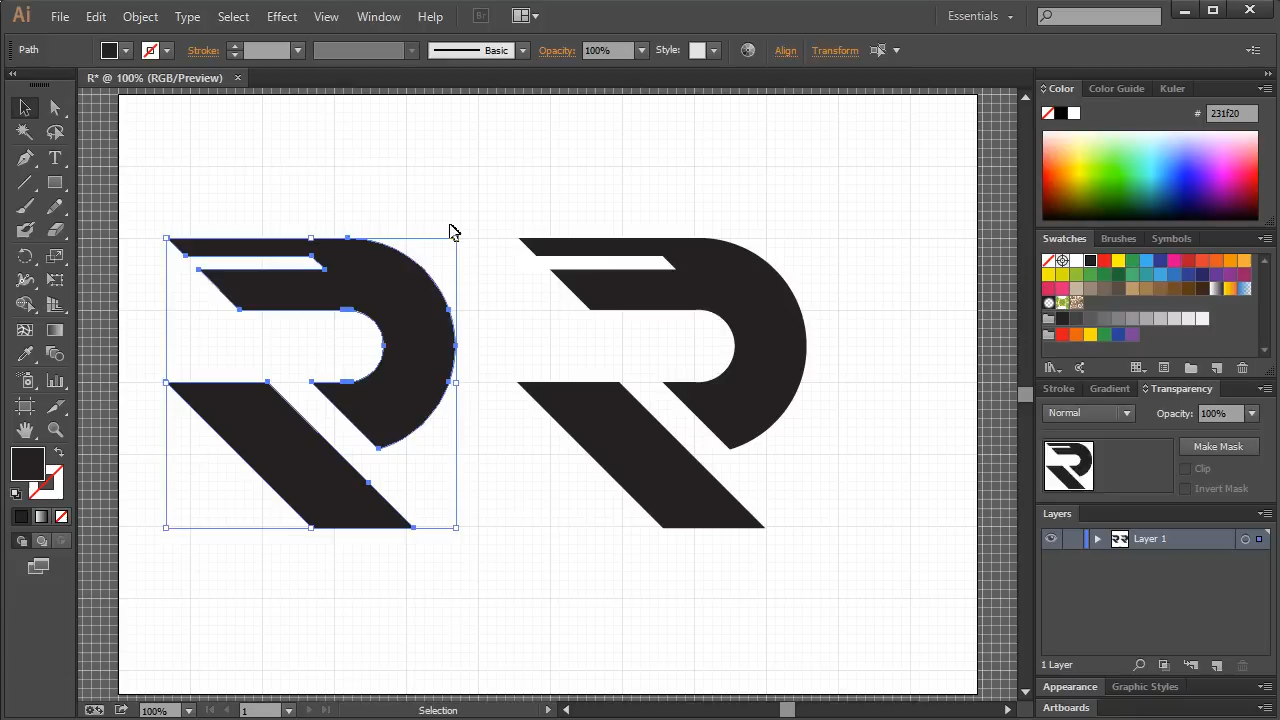 Ai File Edit Object Type Select Effect View Window Help Br Essentials
Path Stroke: Basic Opacity: 100% Style: Align Transform
R* @ 100% (RGB/Preview) ×
Color Color Guide Kuler
# 231f20
Swatches Brushes Symbols
Stroke Gradient Transparency
Normal Opacity: 100%
Make Mask
Clip
Invert Mask
Layers
Layer 1
1 Layer
Appearance Graphic Styles
Artboards
100% 1 Selection
R R